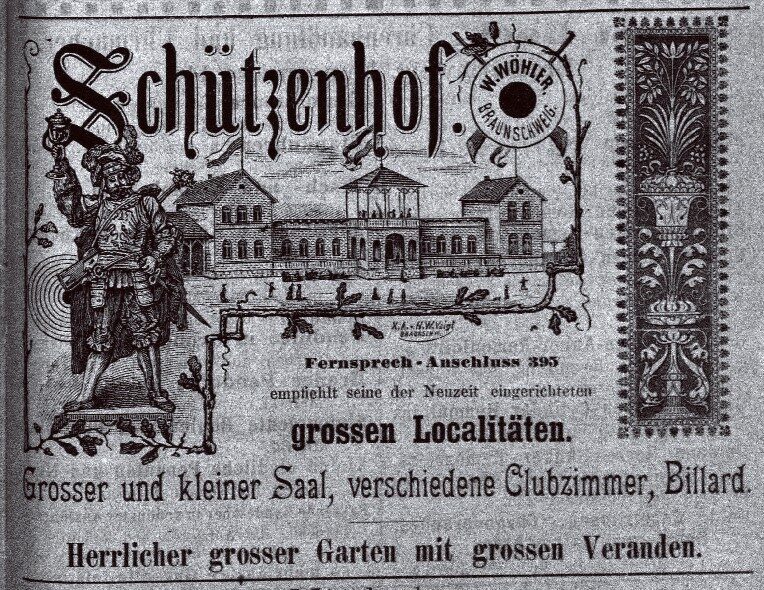 Schützenhof.
W. WÖHLER,
BRAUNSCHWEIG.
Fernsprech-Anschluss 395
empfiehlt seine der Neuzeit eingerichteten
grossen Localitäten.
Grosser und kleiner Saal, verschiedene Clubzimmer, Billard.
Herrlicher grosser Garten mit grossen Veranden.